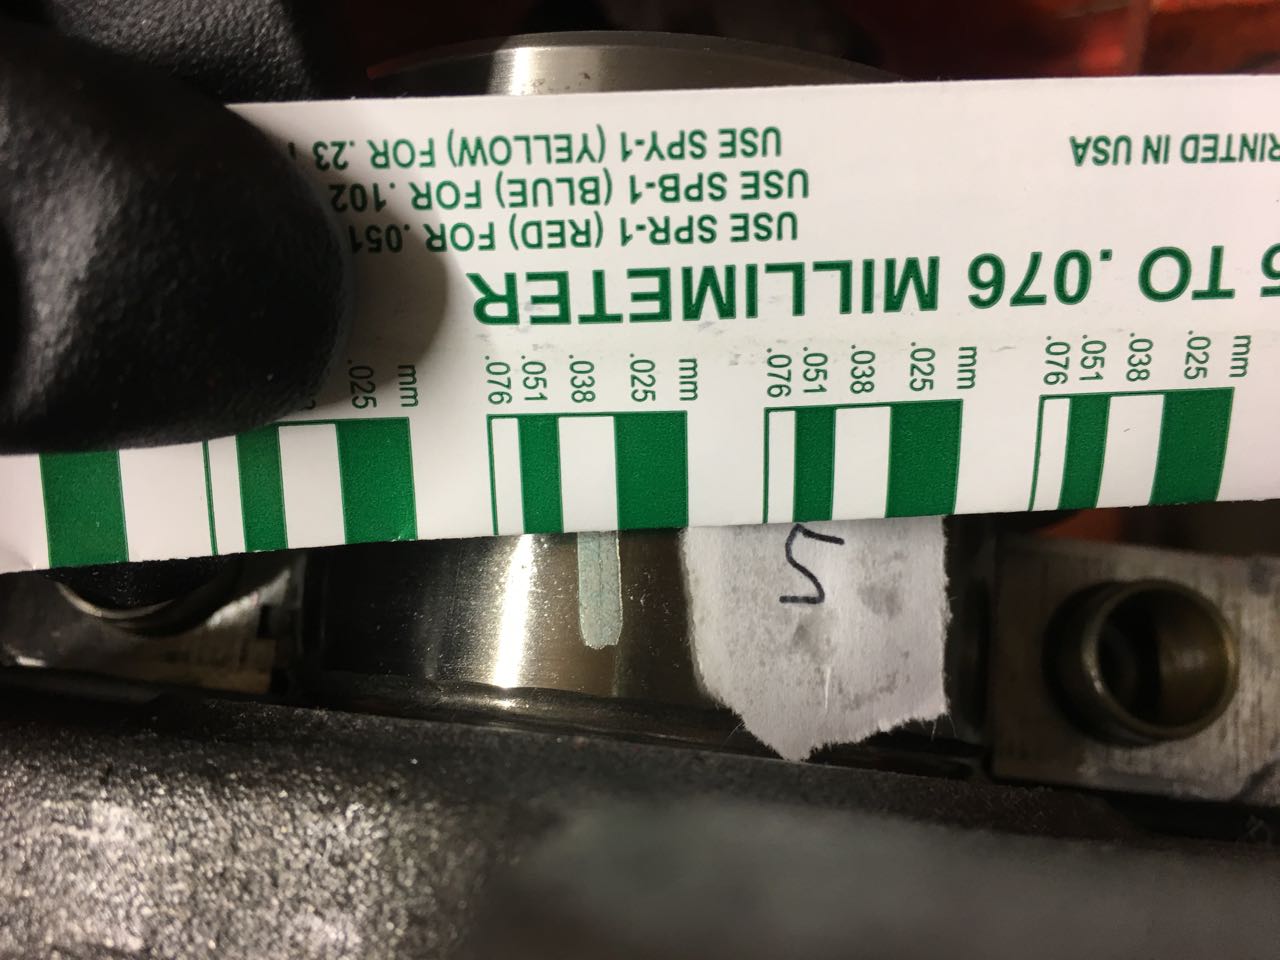 5
mm .025 .038 .051 .076
mm .025 .038 .051 .076
mm .025 .038 .051 .076
mm .025
TO .076 MILLIMETER
USE SPR-1 (RED) FOR .051
USE SPB-1 (BLUE) FOR .102
USE SPY-1 (YELLOW) FOR .23
RINTED IN USA